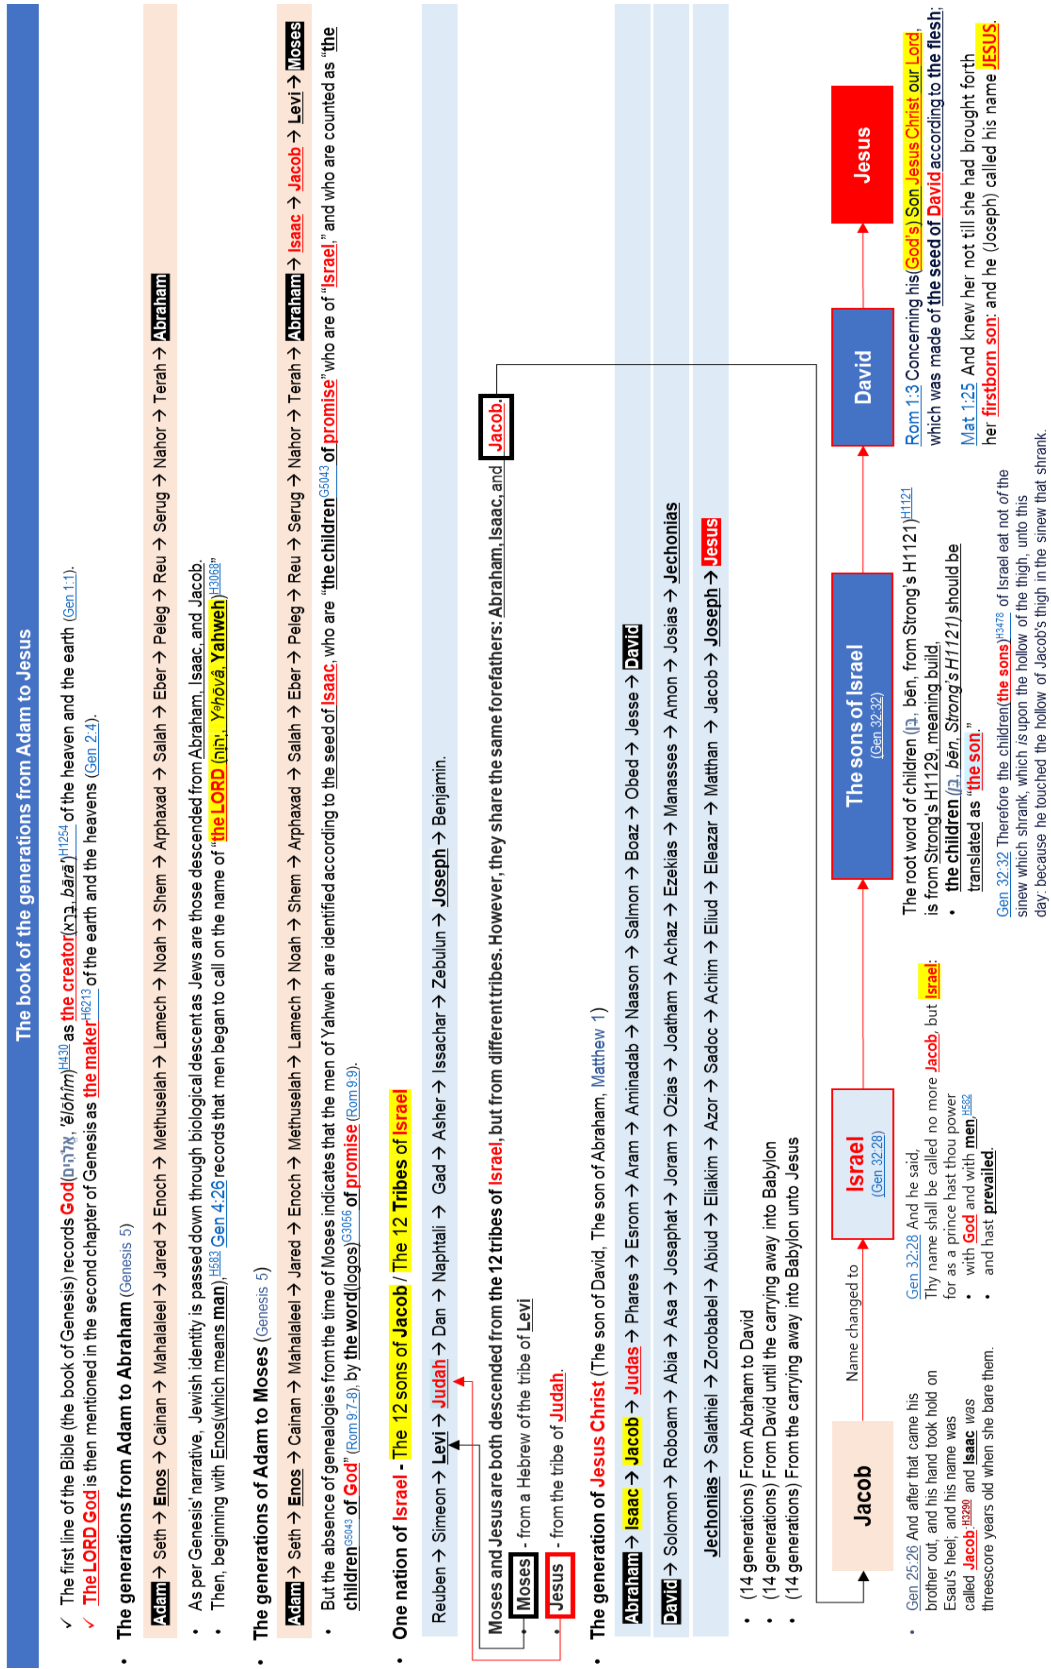 The book of the generations from Adam to Jesus
✓ The first line of the Bible (the book of Genesis) records God(אֱלֹהִים, 'ĕlōhîm)H430 as the creator(בָּרָא, bārā')H1254 of the heaven and the earth (Gen 1:1).
✓ The LORD God is then mentioned in the second chapter of Genesis as the makerH6213 of the earth and the heavens (Gen 2:4).
• The generations from Adam to Abraham (Genesis 5)
Adam → Seth → Enos → Cainan → Mahalaleel → Jared → Enoch → Methuselah → Lamech → Noah → Shem → Arphxad → Salah → Eber → Peleg → Reu → Serug → Nahor → Terah → Abraham
• As per Genesis' narrative, Jewish identity is passed down through biological descent as Jews are those descended from Abraham, Isaac, and Jacob.
• Then, beginning with Enos(which means man),H583 Gen 4:26 records that men began to call on the name of "the LORD (יהוה, Yᵊhōvâ, Yahweh)H3068"
• The generations of Adam to Moses (Genesis 5)
Adam → Seth → Enos → Cainan → Mahalaleel → Jared → Enoch → Methuselah → Lamech → Noah → Shem → Arphxad → Salah → Eber → Peleg → Reu → Serug → Nahor → Terah → Abraham → Isaac → Jacob → Levi → Moses
• But the absence of genealogies from the time of Moses indicates that the men of Yahweh are identified according to the seed of Isaac, who are "the childrenG5043 of promise" who are of "Israel," and who are counted as "the
childrenG5043 of God" (Rom 9:7-8), by the word(logos)G3056 of promise (Rom 9:9).
• One nation of Israel - The 12 sons of Jacob / The 12 Tribes of Israel
Reuben → Simeon → Levi → Judah → Dan → Naphtali → Gad → Asher → Issachar → Zebulun → Joseph → Benjamin.
Moses and Jesus are both descended from the 12 tribes of Israel, but from different tribes. However, they share the same forefathers: Abraham, Isaac, and Jacob.
• Moses - from a Hebrew of the tribe of Levi
• Jesus - from the tribe of Judah.
• The generation of Jesus Christ (The son of David, The son of Abraham, Matthew 1)
Abraham → Isaac → Jacob → Judas → Phares → Esrom → Aram → Aminadab → Naason → Salmon → Boaz → Obed → Jesse → David
David → Solomon → Roboam → Abia → Asa → Josaphat → Joram → Ozias → Joatham → Achaz → Ezekias → Manasses → Amon → Josias → Jechonias
Jechonias → Salathiel → Zorobabel → Abiud → Eliakim → Azor → Sadoc → Achim → Eliud → Eleazar → Matthan → Jacob → Joseph → Jesus
• (14 generations) From Abraham to David
• (14 generations) From David until the carrying away into Babylon
• (14 generations) From the carrying away into Babylon unto Jesus
Jacob
Name changed to
Israel
(Gen 32:28)
The sons of Israel
(Gen 32:32)
David
Jesus
• Gen 25:26 And after that came his
brother out, and his hand took hold on
Esau's heel, and his name was
called Jacob:H3290 and Isaac was
threescore years old when she bare them.
Gen 32:28 And he said,
Thy name shall be called no more Jacob, but Israel:
for as a prince hast thou power
• with God and with men,H582
• and hast prevailed.
The root word of children (בֵּן, bên, from Strong's H1121)H1121
is from Strong's H1129, meaning build,
• the children (בֵּן, bēn, Strong's H1121) should be
translated as "the son."
Gen 32:32 Therefore the children(the sons)H3478 of Israel eat not of the
sinew which shrank, which is upon the hollow of the thigh, unto this
day: because he touched the hollow of Jacob's thigh in the sinew that shrank.
Rom 1:3 Concerning his(God's) Son Jesus Christ our Lord,
which was made of the seed of David according to the flesh;
Mat 1:25 And knew her not till she had brought forth
her firstborn son: and he (Joseph) called his name JESUS.